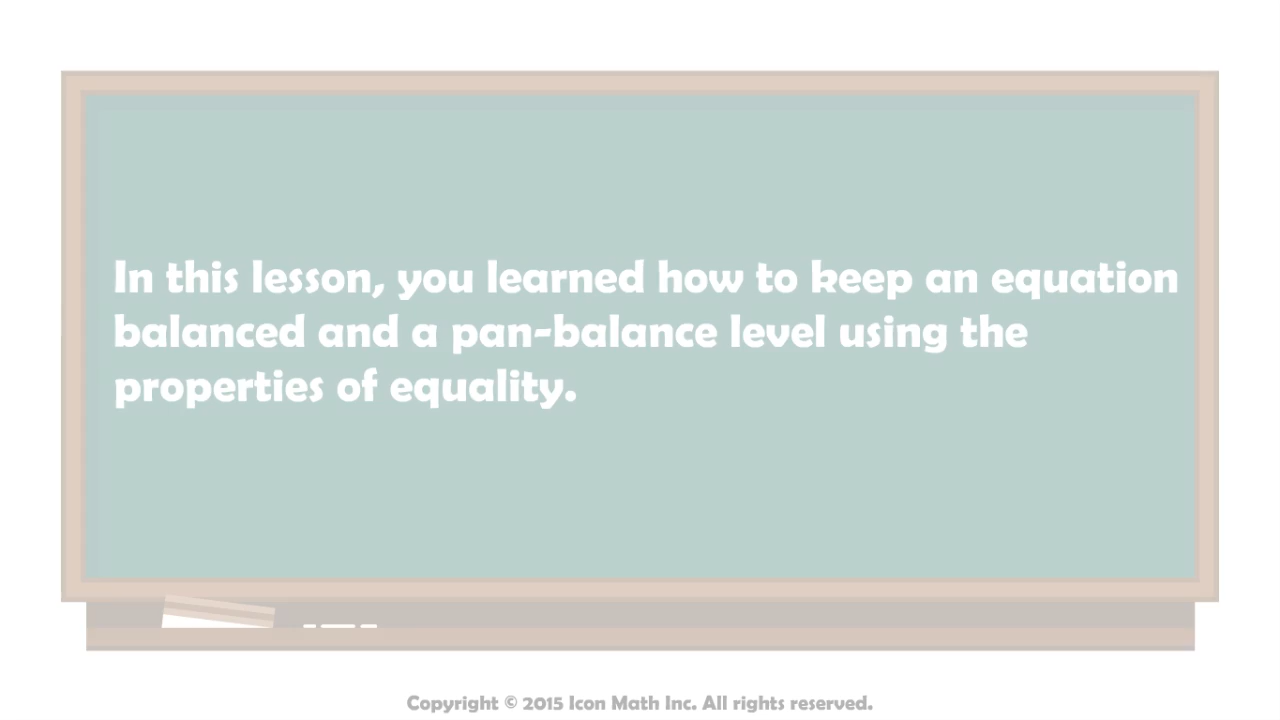 In this lesson, you learned how to keep an equation
balanced and a pan-balance level using the
properties of equality.
Copyright © 2015 Icon Math Inc. All rights reserved.